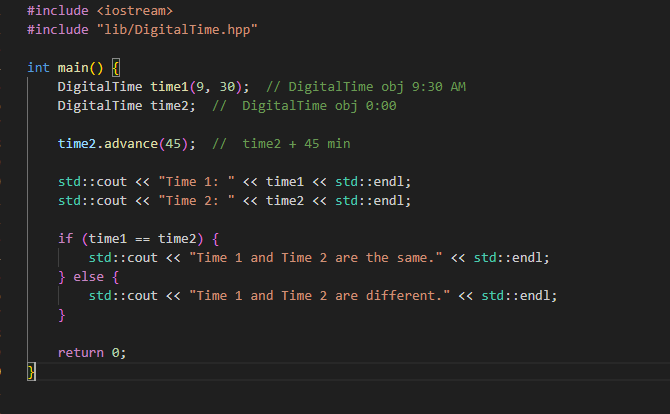 #include <iostream>
#include "lib/DigitalTime.hpp"
int main() {
DigitalTime time1(9, 30);  // DigitalTime obj 9:30 AM
DigitalTime time2;  //  DigitalTime obj 0:00
time2.advance(45);  //  time2 + 45 min
std::cout << "Time 1: " << time1 << std::endl;
std::cout << "Time 2: " << time2 << std::endl;
if (time1 == time2) {
std::cout << "Time 1 and Time 2 are the same." << std::endl;
} else {
std::cout << "Time 1 and Time 2 are different." << std::endl;
}
return 0;
}